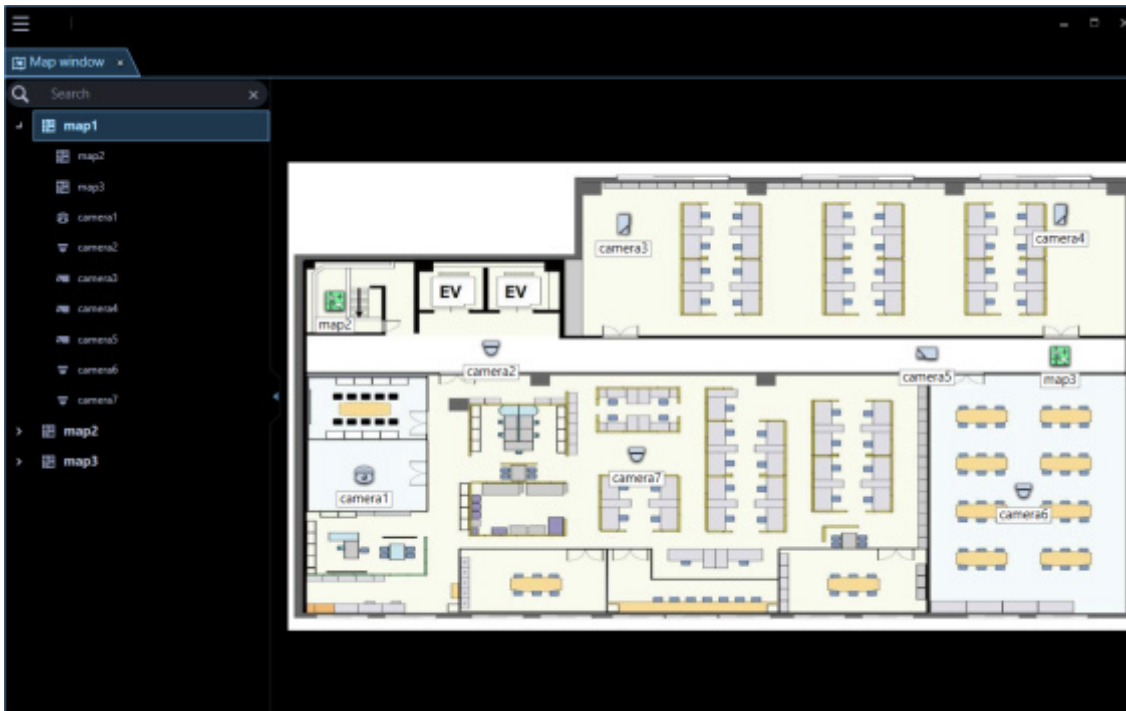 Map window
Search
map1
map2
map3
camera1
camera2
camera3
camera4
camera5
camera6
camera7
map2
map3
camera3
camera4
EV EV
map2
camera2
camera5
map3
camera7
camera1
camera6